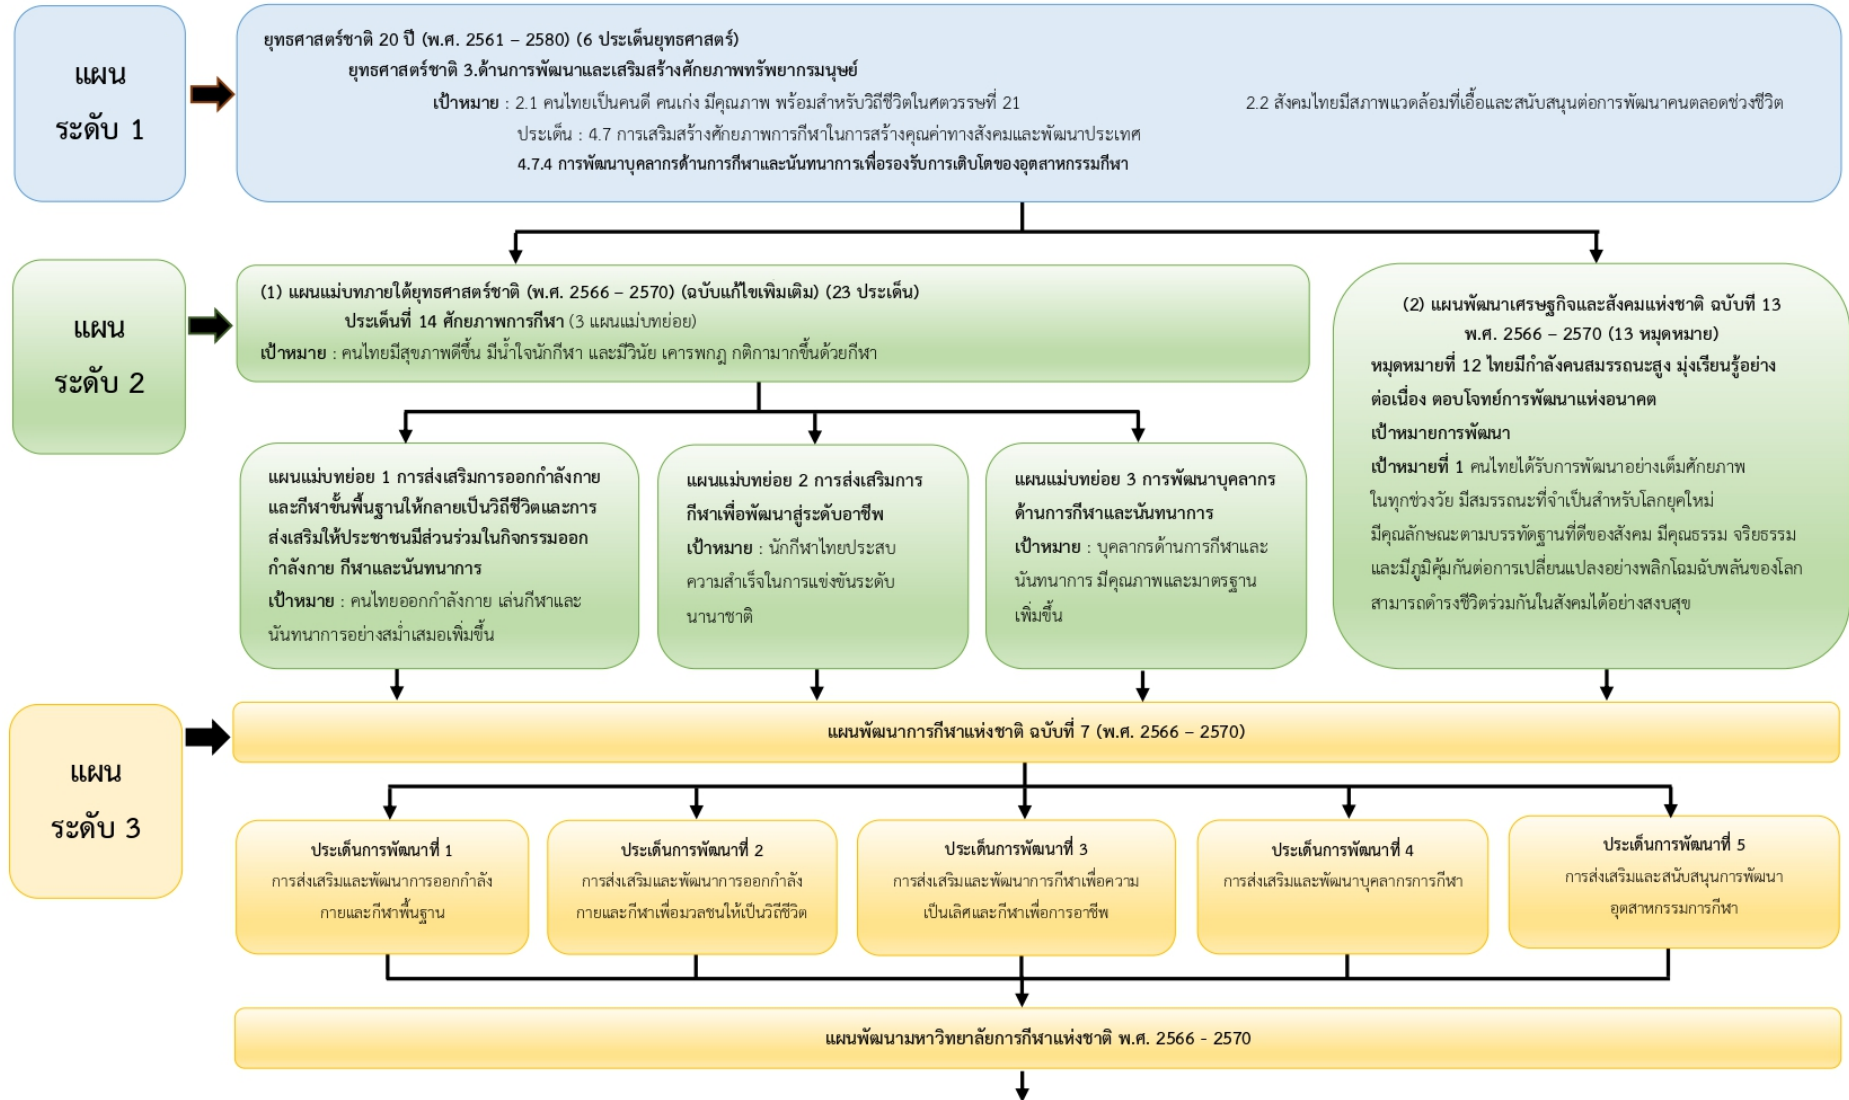 แผน
ระดับ 1
ยุทธศาสตร์ชาติ 20 ปี (พ.ศ. 2561 – 2580) (6 ประเด็นยุทธศาสตร์)
ยุทธศาสตร์ชาติ 3.ด้านการพัฒนาและเสริมสร้างศักยภาพทรัพยากรมนุษย์
เป้าหมาย : 2.1 คนไทยเป็นคนดี คนเก่ง มีคุณภาพ พร้อมสำหรับวิถีชีวิตในศตวรรษที่ 21 2.2 สังคมไทยมีสภาพแวดล้อมที่เอื้อและสนับสนุนต่อการพัฒนาคนตลอดช่วงชีวิต
ประเด็น : 4.7 การเสริมสร้างศักยภาพการกีฬาในการสร้างคุณค่าทางสังคมและพัฒนาประเทศ
4.7.4 การพัฒนาบุคลากรด้านการกีฬาและนันทนาการเพื่อรองรับการเติบโตของอุตสาหกรรมกีฬา
แผน
ระดับ 2
(1) แผนแม่บทภายใต้ยุทธศาสตร์ชาติ (พ.ศ. 2566 – 2570) (ฉบับแก้ไขเพิ่มเติม) (23 ประเด็น)
ประเด็นที่ 14 ศักยภาพการกีฬา (3 แผนแม่บทย่อย)
เป้าหมาย : คนไทยมีสุขภาพดีขึ้น มีน้ำใจนักกีฬา และมีวินัย เคารพกฎ กติกามากขึ้นด้วยกีฬา
(2) แผนพัฒนาเศรษฐกิจและสังคมแห่งชาติ ฉบับที่ 13
พ.ศ. 2566 – 2570 (13 หมุดหมาย)
หมุดหมายที่ 12 ไทยมีกำลังคนสมรรถนะสูง มุ่งเรียนรู้อย่าง
ต่อเนื่อง ตอบโจทย์การพัฒนาแห่งอนาคต
เป้าหมายการพัฒนา
เป้าหมายที่ 1 คนไทยได้รับการพัฒนาอย่างเต็มศักยภาพ
ในทุกช่วงวัย มีสมรรถนะที่จำเป็นสำหรับโลกยุคใหม่
มีคุณลักษณะตามบรรทัดฐานที่ดีของสังคม มีคุณธรรม จริยธรรม
และมีภูมิคุ้มกันต่อการเปลี่ยนแปลงอย่างพลิกโฉมฉับพลันของโลก
สามารถดำรงชีวิตร่วมกันในสังคมได้อย่างสงบสุข
แผนแม่บทย่อย 1 การส่งเสริมการออกกำลังกาย
และกีฬาขั้นพื้นฐานให้กลายเป็นวิถีชีวิตและการ
ส่งเสริมให้ประชาชนมีส่วนร่วมในกิจกรรมออก
กำลังกาย กีฬาและนันทนาการ
เป้าหมาย : คนไทยออกกำลังกาย เล่นกีฬาและ
นันทนาการอย่างสม่ำเสมอเพิ่มขึ้น
แผนแม่บทย่อย 2 การส่งเสริมการ
กีฬาเพื่อพัฒนาสู่ระดับอาชีพ
เป้าหมาย : นักกีฬาไทยประสบ
ความสำเร็จในการแข่งขันระดับ
นานาชาติ
แผนแม่บทย่อย 3 การพัฒนาบุคลากร
ด้านการกีฬาและนันทนาการ
เป้าหมาย : บุคลากรด้านการกีฬาและ
นันทนาการ มีคุณภาพและมาตรฐาน
เพิ่มขึ้น
แผน
ระดับ 3
แผนพัฒนาการกีฬาแห่งชาติ ฉบับที่ 7 (พ.ศ. 2566 – 2570)
ประเด็นการพัฒนาที่ 1
การส่งเสริมและพัฒนาการออกกำลัง
กายและกีฬาพื้นฐาน
ประเด็นการพัฒนาที่ 2
การส่งเสริมและพัฒนาการออกกำลัง
กายและกีฬาเพื่อมวลชนให้เป็นวิถีชีวิต
ประเด็นการพัฒนาที่ 3
การส่งเสริมและพัฒนาการกีฬาเพื่อความ
เป็นเลิศและกีฬาเพื่อการอาชีพ
ประเด็นการพัฒนาที่ 4
การส่งเสริมและพัฒนาบุคลากรการกีฬา
ประเด็นการพัฒนาที่ 5
การส่งเสริมและสนับสนุนการพัฒนา
อุตสาหกรรมการกีฬา
แผนพัฒนามหาวิทยาลัยการกีฬาแห่งชาติ พ.ศ. 2566 - 2570